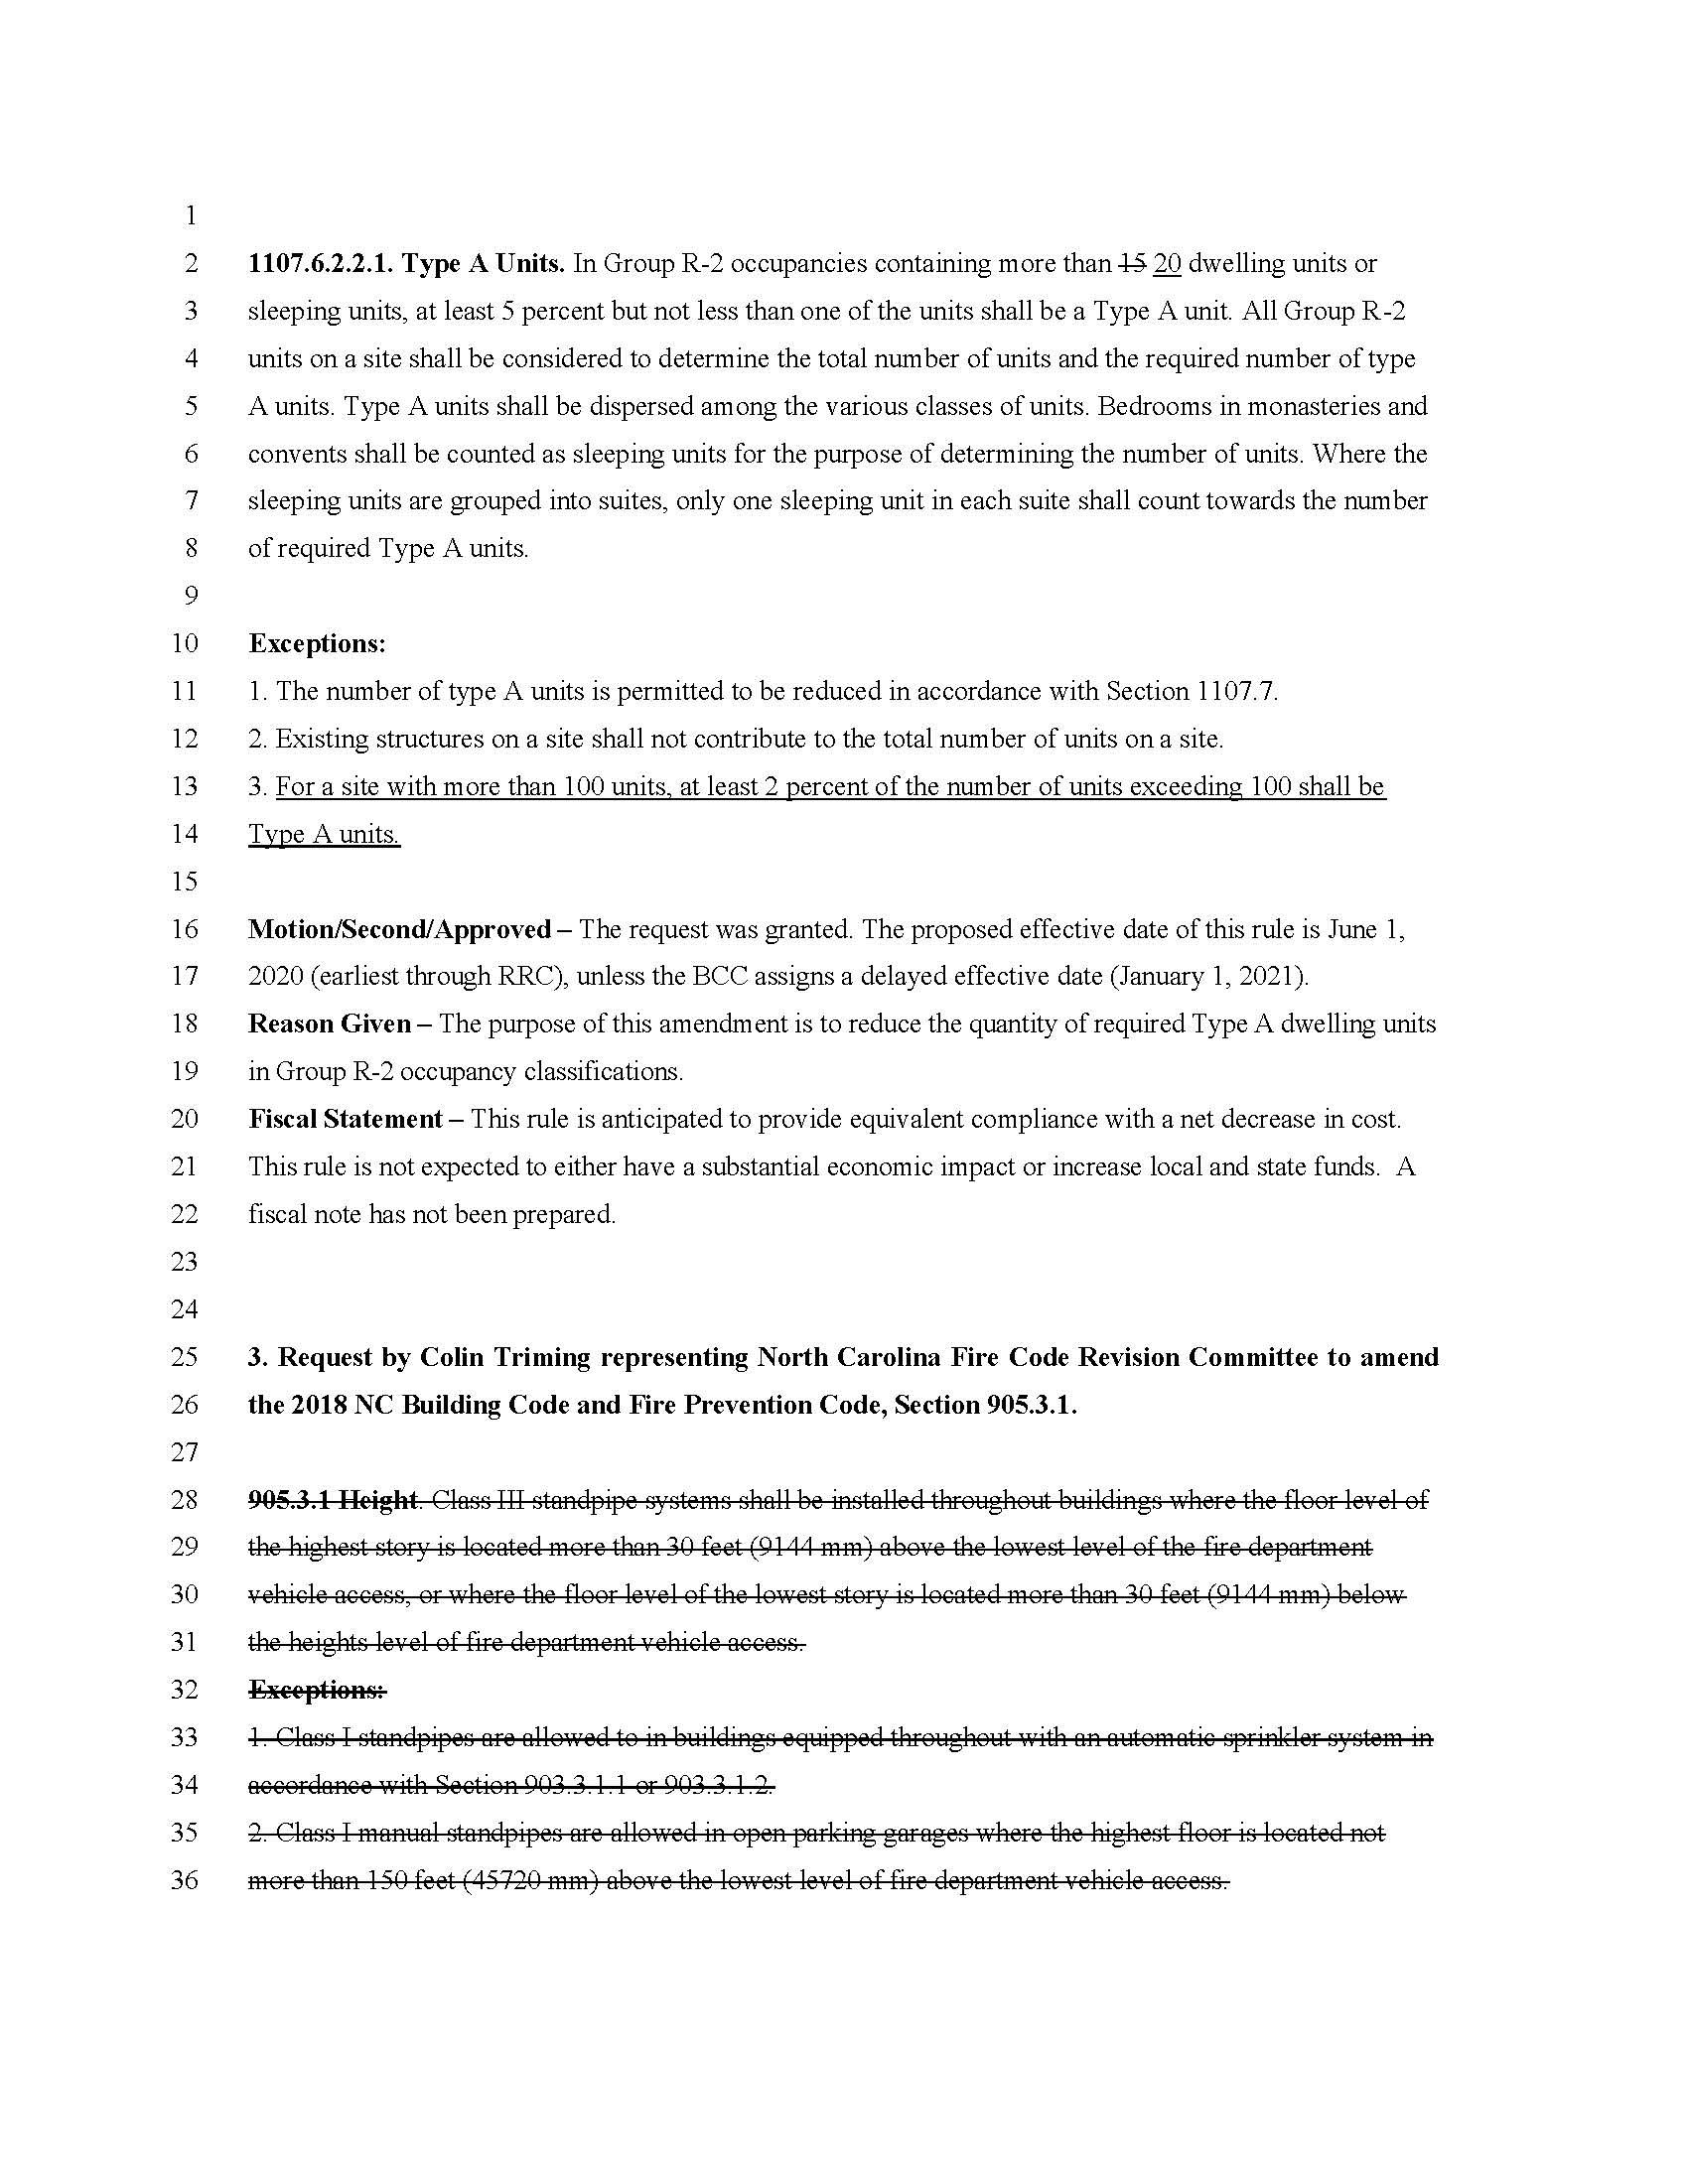 1
2 1107.6.2.2.1. Type A Units. In Group R-2 occupancies containing more than 15 20 dwelling units or
3 sleeping units, at least 5 percent but not less than one of the units shall be a Type A unit. All Group R-2
4 units on a site shall be considered to determine the total number of units and the required number of type
5 A units. Type A units shall be dispersed among the various classes of units. Bedrooms in monasteries and
6 convents shall be counted as sleeping units for the purpose of determining the number of units. Where the
7 sleeping units are grouped into suites, only one sleeping unit in each suite shall count towards the number
8 of required Type A units.
9
10 Exceptions:
11 1. The number of type A units is permitted to be reduced in accordance with Section 1107.7.
12 2. Existing structures on a site shall not contribute to the total number of units on a site.
13 3. For a site with more than 100 units, at least 2 percent of the number of units exceeding 100 shall be
14 Type A units.
15
16 Motion/Second/Approved – The request was granted. The proposed effective date of this rule is June 1,
17 2020 (earliest through RRC), unless the BCC assigns a delayed effective date (January 1, 2021).
18 Reason Given – The purpose of this amendment is to reduce the quantity of required Type A dwelling units
19 in Group R-2 occupancy classifications.
20 Fiscal Statement – This rule is anticipated to provide equivalent compliance with a net decrease in cost.
21 This rule is not expected to either have a substantial economic impact or increase local and state funds. A
22 fiscal note has not been prepared.
23
24
25 3. Request by Colin Triming representing North Carolina Fire Code Revision Committee to amend
26 the 2018 NC Building Code and Fire Prevention Code, Section 905.3.1.
27
28 905.3.1 Height. Class III standpipe systems shall be installed throughout buildings where the floor level of
29 the highest story is located more than 30 feet (9144 mm) above the lowest level of the fire department
30 vehicle access, or where the floor level of the lowest story is located more than 30 feet (9144 mm) below
31 the heights level of fire department vehicle access.
32 Exceptions:
33 1. Class I standpipes are allowed to in buildings equipped throughout with an automatic sprinkler system in
34 accordance with Section 903.3.1.1 or 903.3.1.2.
35 2. Class I manual standpipes are allowed in open parking garages where the highest floor is located not
36 more than 150 feet (45720 mm) above the lowest level of fire department vehicle access.